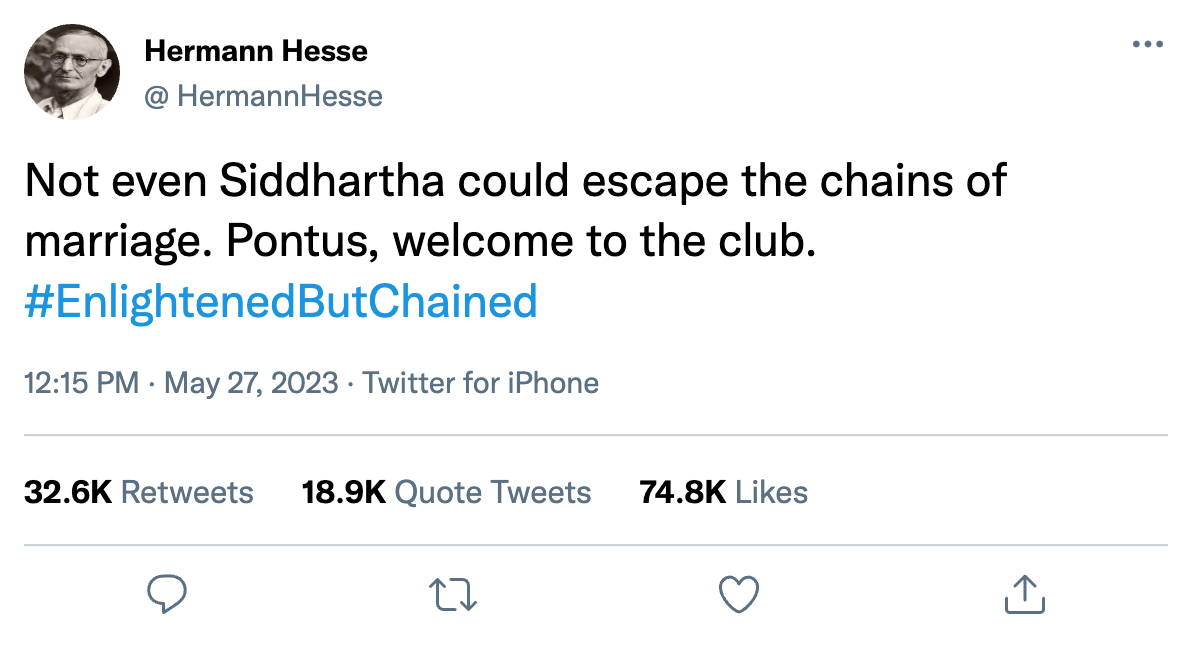 Hermann Hesse
@ HermannHesse
Not even Siddhartha could escape the chains of
marriage. Pontus, welcome to the club.
#EnlightenedButChained
12:15 PM · May 27, 2023 · Twitter for iPhone
32.6K Retweets 18.9K Quote Tweets 74.8K Likes